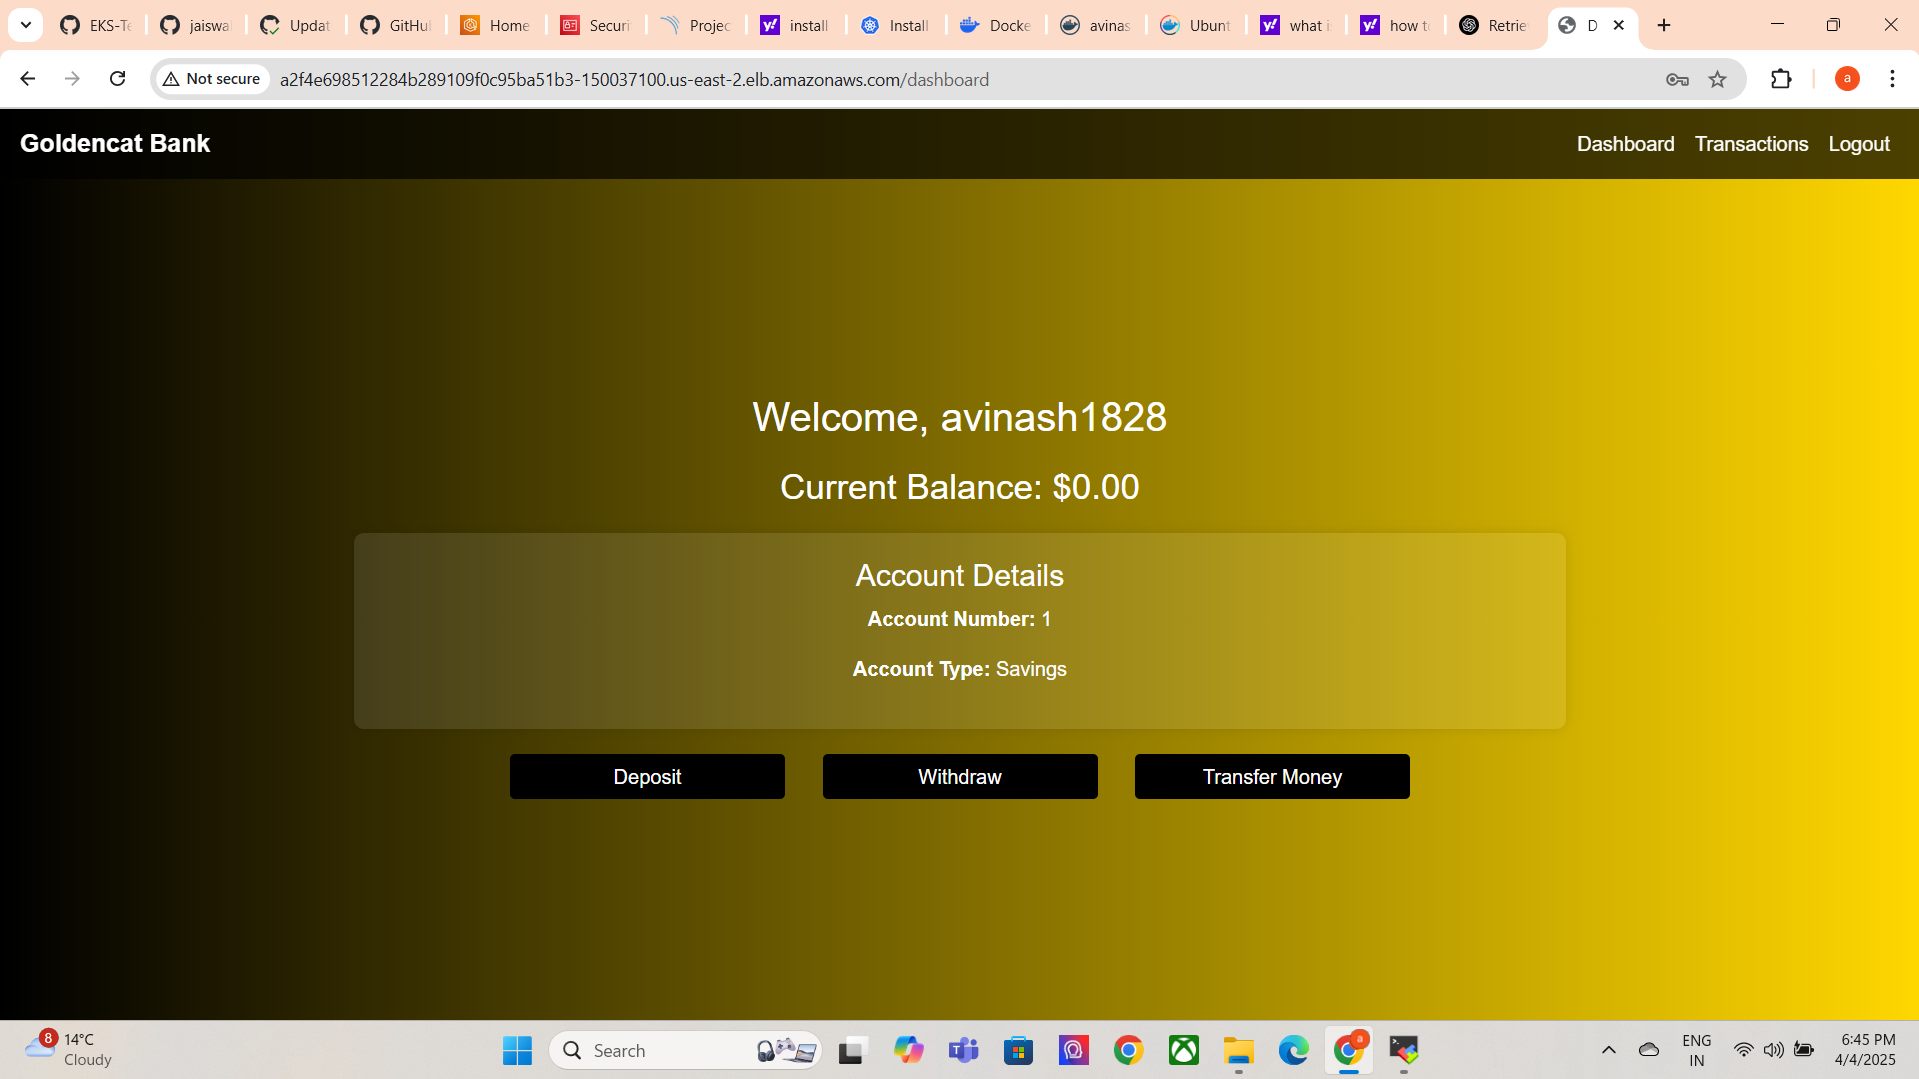 EKS-Te
jaiswa
Updat
GitHu
Home
Securi
Projec
install
Install
Docke
avinas
Ubunt
what i
how to
Retrie
D
Not secure
a2f4e698512284b289109f0c95ba51b3-150037100.us-east-2.elb.amazonaws.com/dashboard
a
Goldencat Bank
Dashboard Transactions Logout
Welcome, avinash1828
Current Balance: $0.00
Account Details
Account Number: 1
Account Type: Savings
Deposit
Withdraw
Transfer Money
8
14°C
Cloudy
Search
a
ENG
IN
6:45 PM
4/4/2025